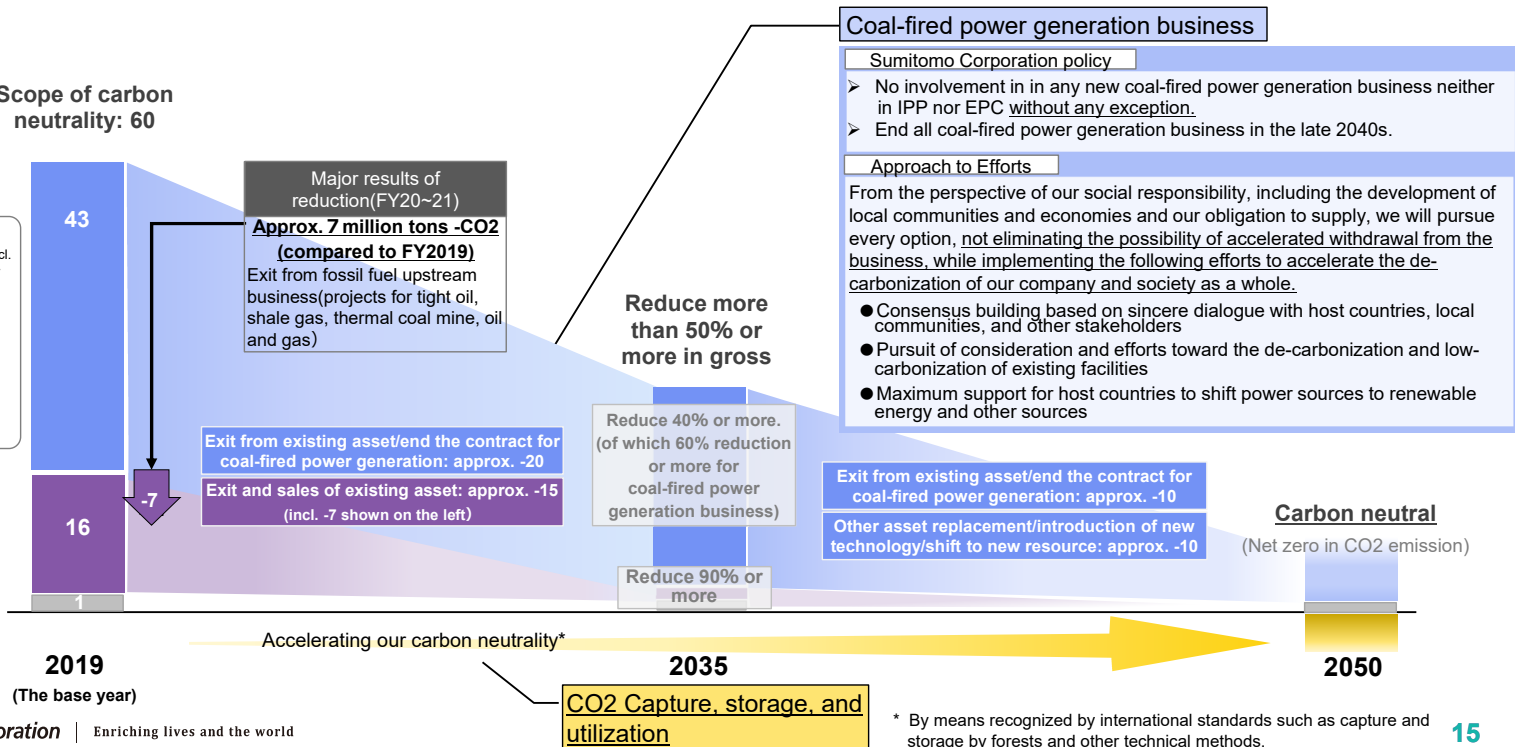 Coal-fired power generation business
Sumitomo Corporation policy
➢ No involvement in in any new coal-fired power generation business neither
in IPP nor EPC without any exception.
➢ End all coal-fired power generation business in the late 2040s.
Approach to Efforts
From the perspective of our social responsibility, including the development of
local communities and economies and our obligation to supply, we will pursue
every option, not eliminating the possibility of accelerated withdrawal from the
business, while implementing the following efforts to accelerate the de-
carbonization of our company and society as a whole.
● Consensus building based on sincere dialogue with host countries, local
communities, and other stakeholders
● Pursuit of consideration and efforts toward the de-carbonization and low-
carbonization of existing facilities
● Maximum support for host countries to shift power sources to renewable
energy and other sources
Scope of carbon
neutrality: 60
cl.
43
16
1
-7
Major results of
reduction(FY20~21)
Approx. 7 million tons -CO2
(compared to FY2019)
Exit from fossil fuel upstream
business(projects for tight oil,
shale gas, thermal coal mine, oil
and gas）
Exit from existing asset/end the contract for
coal-fired power generation: approx. -20
Exit and sales of existing asset: approx. -15
(incl. -7 shown on the left）
Reduce more
than 50% or
more in gross
Reduce 40% or more.
(of which 60% reduction
or more for
coal-fired power
generation business)
Reduce 90% or
more
Exit from existing asset/end the contract for
coal-fired power generation: approx. -10
Other asset replacement/introduction of new
technology/shift to new resource: approx. -10
Carbon neutral
(Net zero in CO2 emission)
Accelerating our carbon neutrality*
2019
(The base year)
2035
2050
CO2 Capture, storage, and
utilization
* By means recognized by international standards such as capture and
storage by forests and other technical methods.
oration | Enriching lives and the world
15